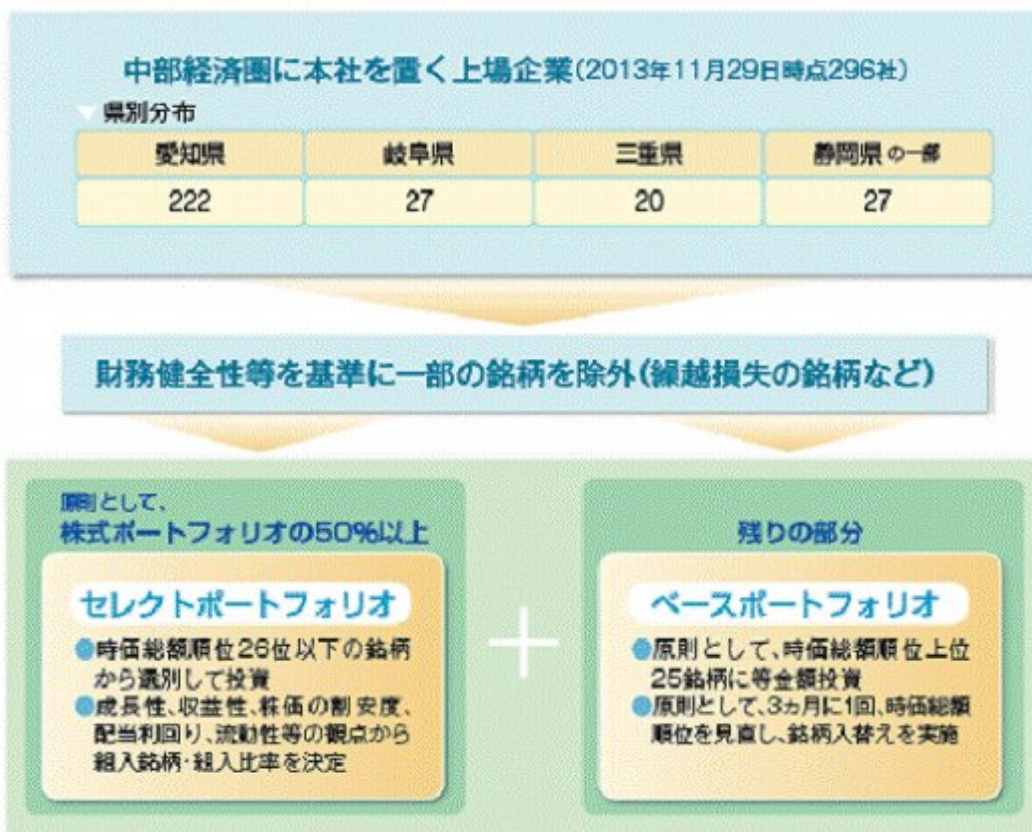 中部経済圏に本社を置く上場企業(2013年11月29日時点296社)
県別分布
愛知県 岐阜県 三重県 静岡県の一部
222 27 20 27
財務健全性等を基準に一部の銘柄を除外(繰越損失の銘柄など)
原則として、
株式ポートフォリオの50%以上
セレクトポートフォリオ
●時価総額順位26位以下の銘柄
から選別して投資
●成長性、収益性、株価の割安度、
配当利回り、流動性等の観点から
組入銘柄・組入比率を決定
+
残りの部分
ベースポートフォリオ
●原則として、時価総額順位上位
25銘柄に等金額投資
●原則として、3ヵ月に1回、時価総額
順位を見直し、銘柄入替えを実施